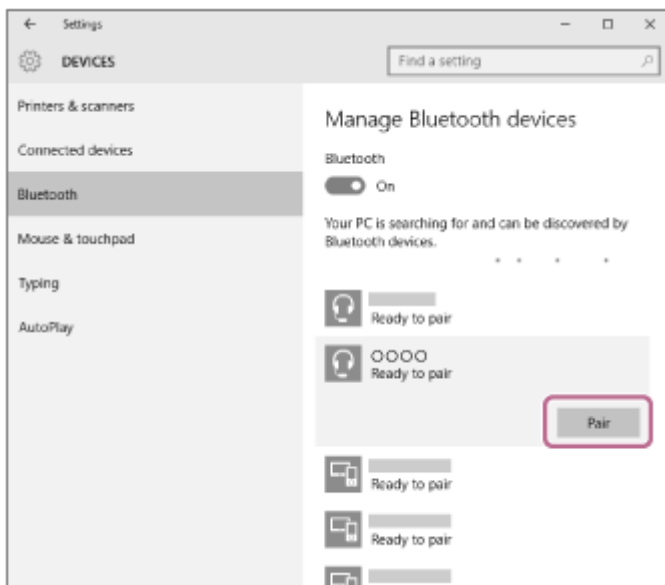 Settings
DEVICES
Find a setting
Printers & scanners
Connected devices
Bluetooth
Mouse & touchpad
Typing
AutoPlay
Manage Bluetooth devices
Bluetooth
On
Your PC is searching for and can be discovered by
Bluetooth devices.
Ready to pair
○○○○
Ready to pair
Pair
Ready to pair
Ready to pair